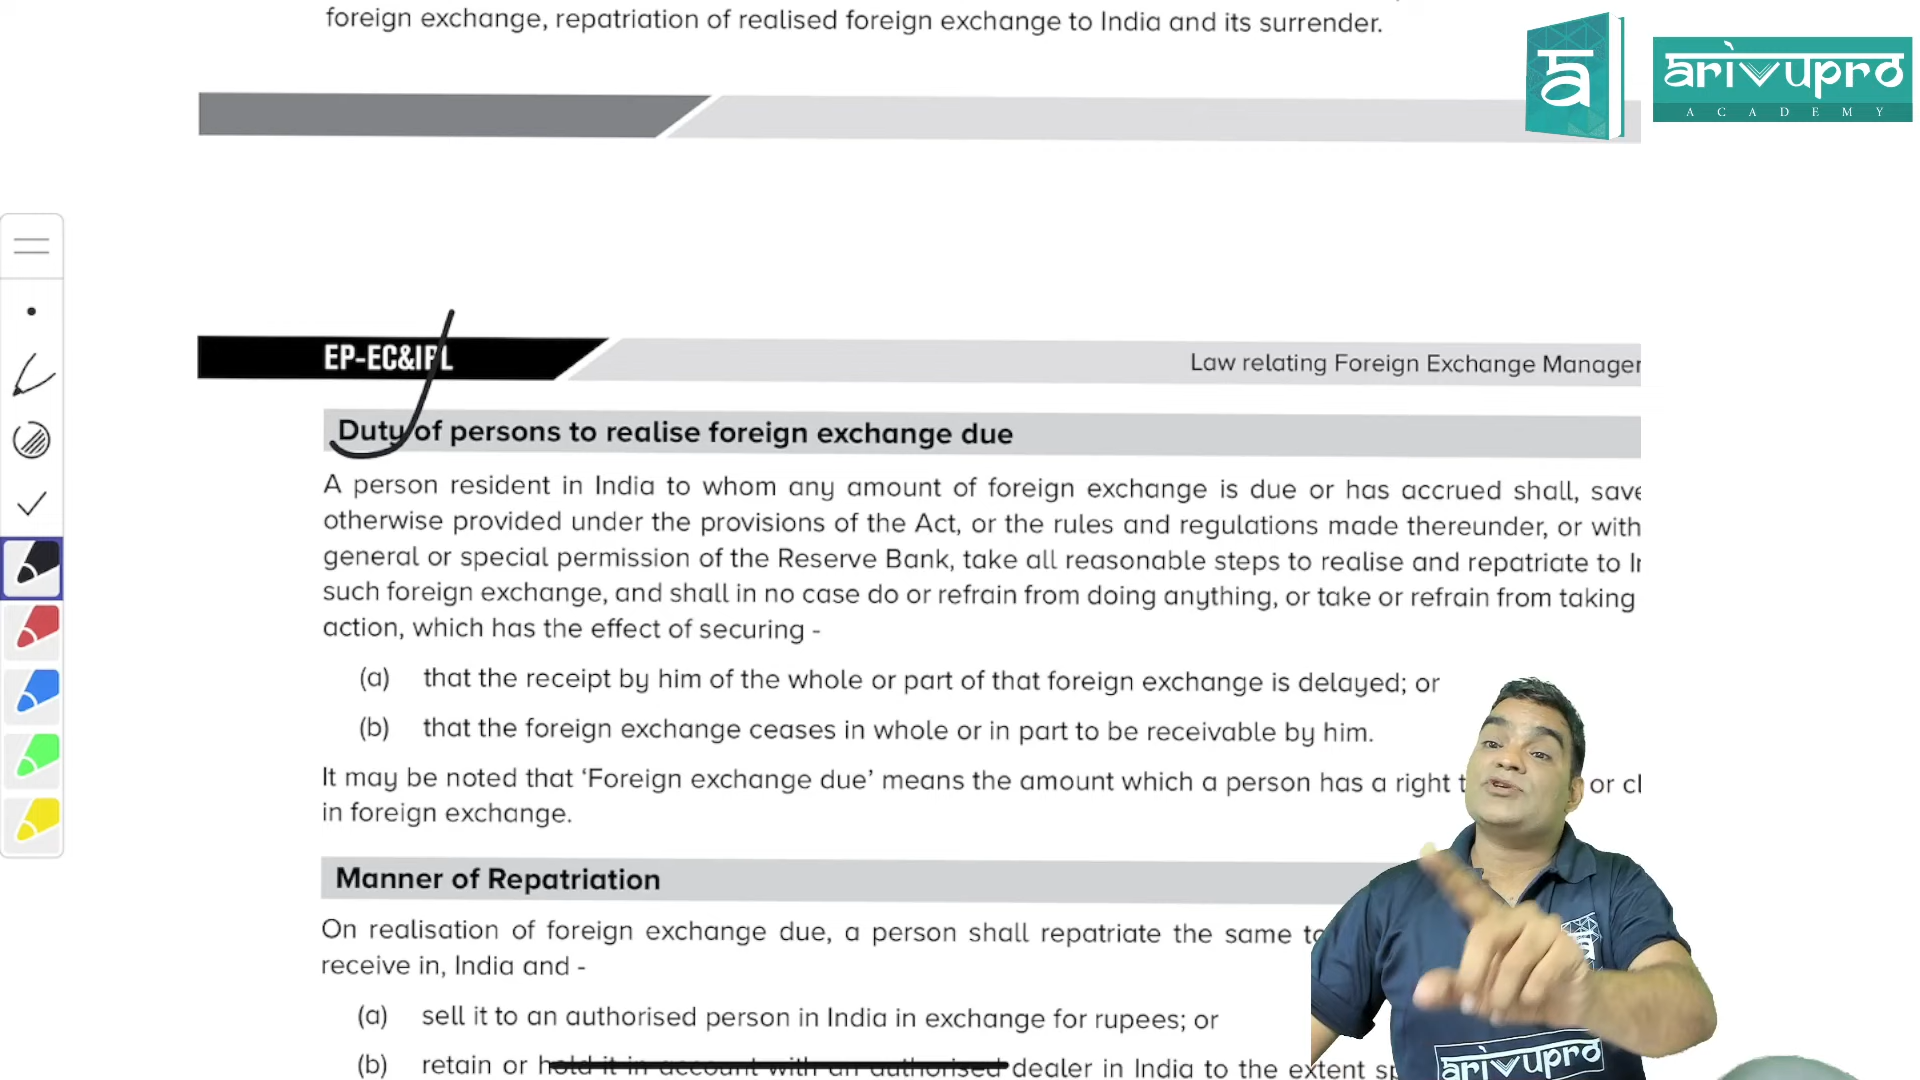 foreign exchange, repatriation of realised foreign exchange to India and its surrender.
a
arivupro
ACADEMY
EP-EC&IPL
Law relating Foreign Exchange Manager
Duty of persons to realise foreign exchange due
A person resident in India to whom any amount of foreign exchange is due or has accrued shall, save
otherwise provided under the provisions of the Act, or the rules and regulations made thereunder, or with
general or special permission of the Reserve Bank, take all reasonable steps to realise and repatriate to
such foreign exchange, and shall in no case do or refrain from doing anything, or take or refrain from taking
action, which has the effect of securing -
(a) that the receipt by him of the whole or part of that foreign exchange is delayed; or
(b) that the foreign exchange ceases in whole or in part to be receivable by him.
It may be noted that ‘Foreign exchange due’ means the amount which a person has a right or
in foreign exchange.
Manner of Repatriation
On realisation of foreign exchange due, a person shall repatriate the same
receive in, India and -
(a) sell it to an authorised person in India in exchange for rupees; or
(b) retain or hold it in account with an authorised dealer in India to the extent
arivupro